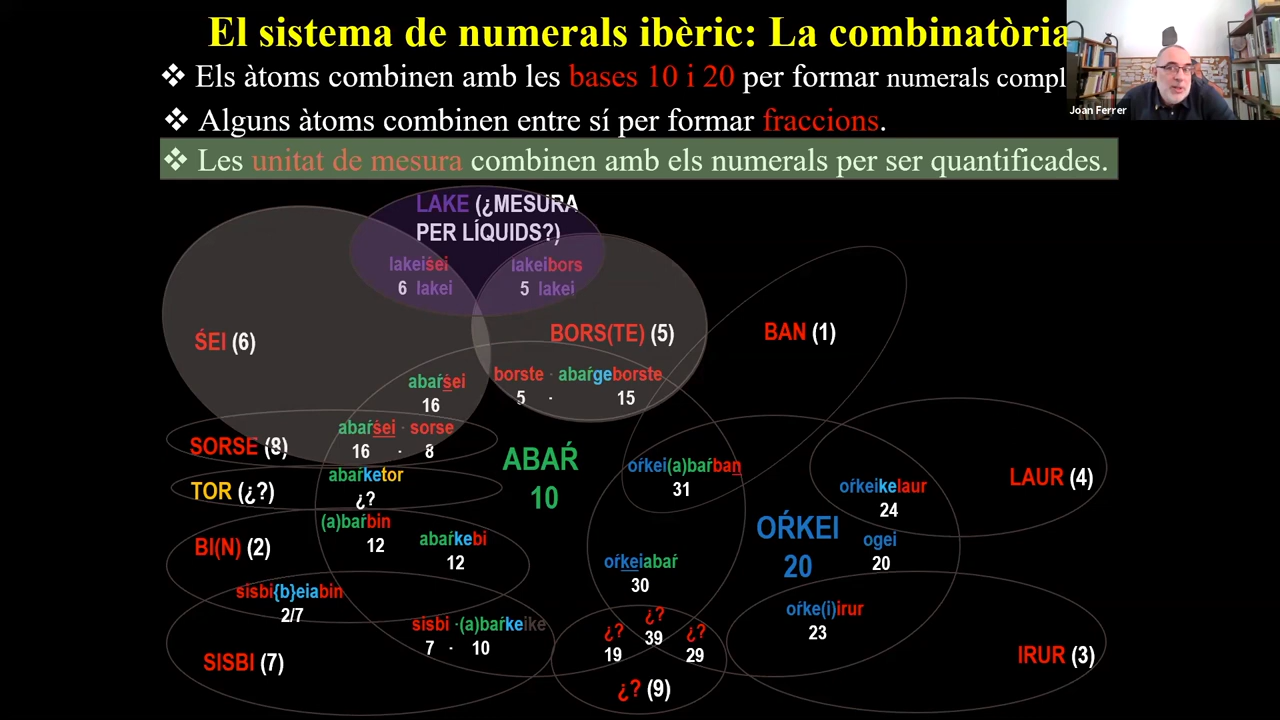 El sistema de numerals ibèric: La combinatòria
❖ Els àtoms combinen amb les bases 10 i 20 per formar numerals compl
Joan Ferrer
❖ Alguns àtoms combinen entre sí per formar fraccions.
❖ Les unitat de mesura combinen amb els numerals per ser quantificades.
LAKE (¿MESURA
PER LÍQUIDS?)
lakeiśei
6 lakei
lakeibors
5 lakei
ŚEI (6)
BORS(TE) (5)
BAN (1)
borste · abaŕgeborste
5 · 15
abaŕśei
16
SORSE (8)
abaŕśei · sorse
16 · 8
ABAŔ
10
TOR (¿?)
abaŕketor
¿?
oŕkei(a)baŕban
31
oŕkeikelaur
24
LAUR (4)
(a)baŕbin
12
abaŕkebi
12
BI(N) (2)
OŔKEI
20
ogei
20
oŕkeiabaŕ
30
sisbi{b}eiabin
2/7
sisbi ·(a)baŕkeike
7 · 10
SISBI (7)
¿?
19
¿?
39
¿?
29
¿? (9)
oŕke(i)irur
23
IRUR (3)